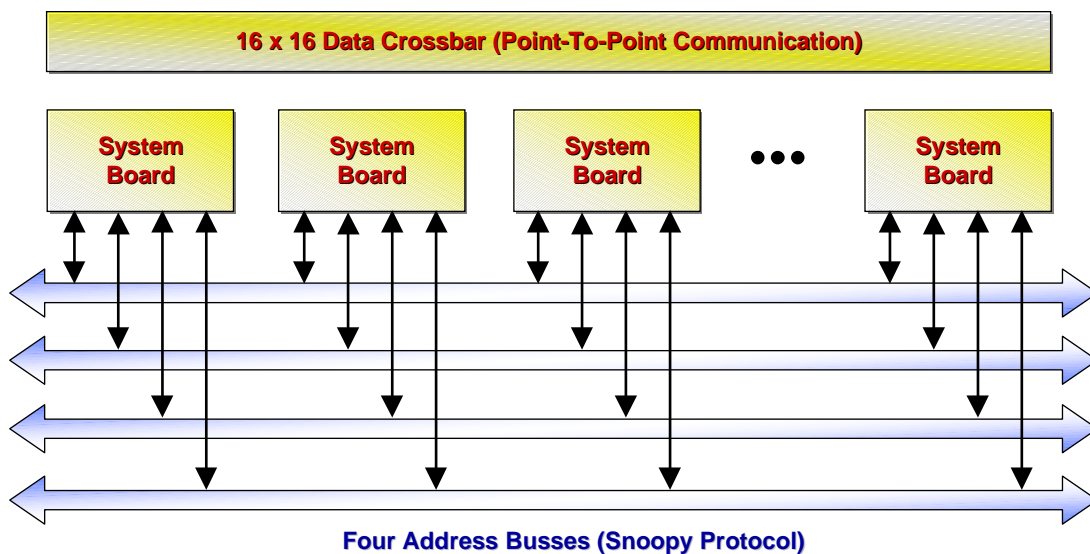 16 x 16 Data Crossbar (Point-To-Point Communication)
System
Board
System
Board
System
Board
System
Board
Four Address Busses (Snoopy Protocol)